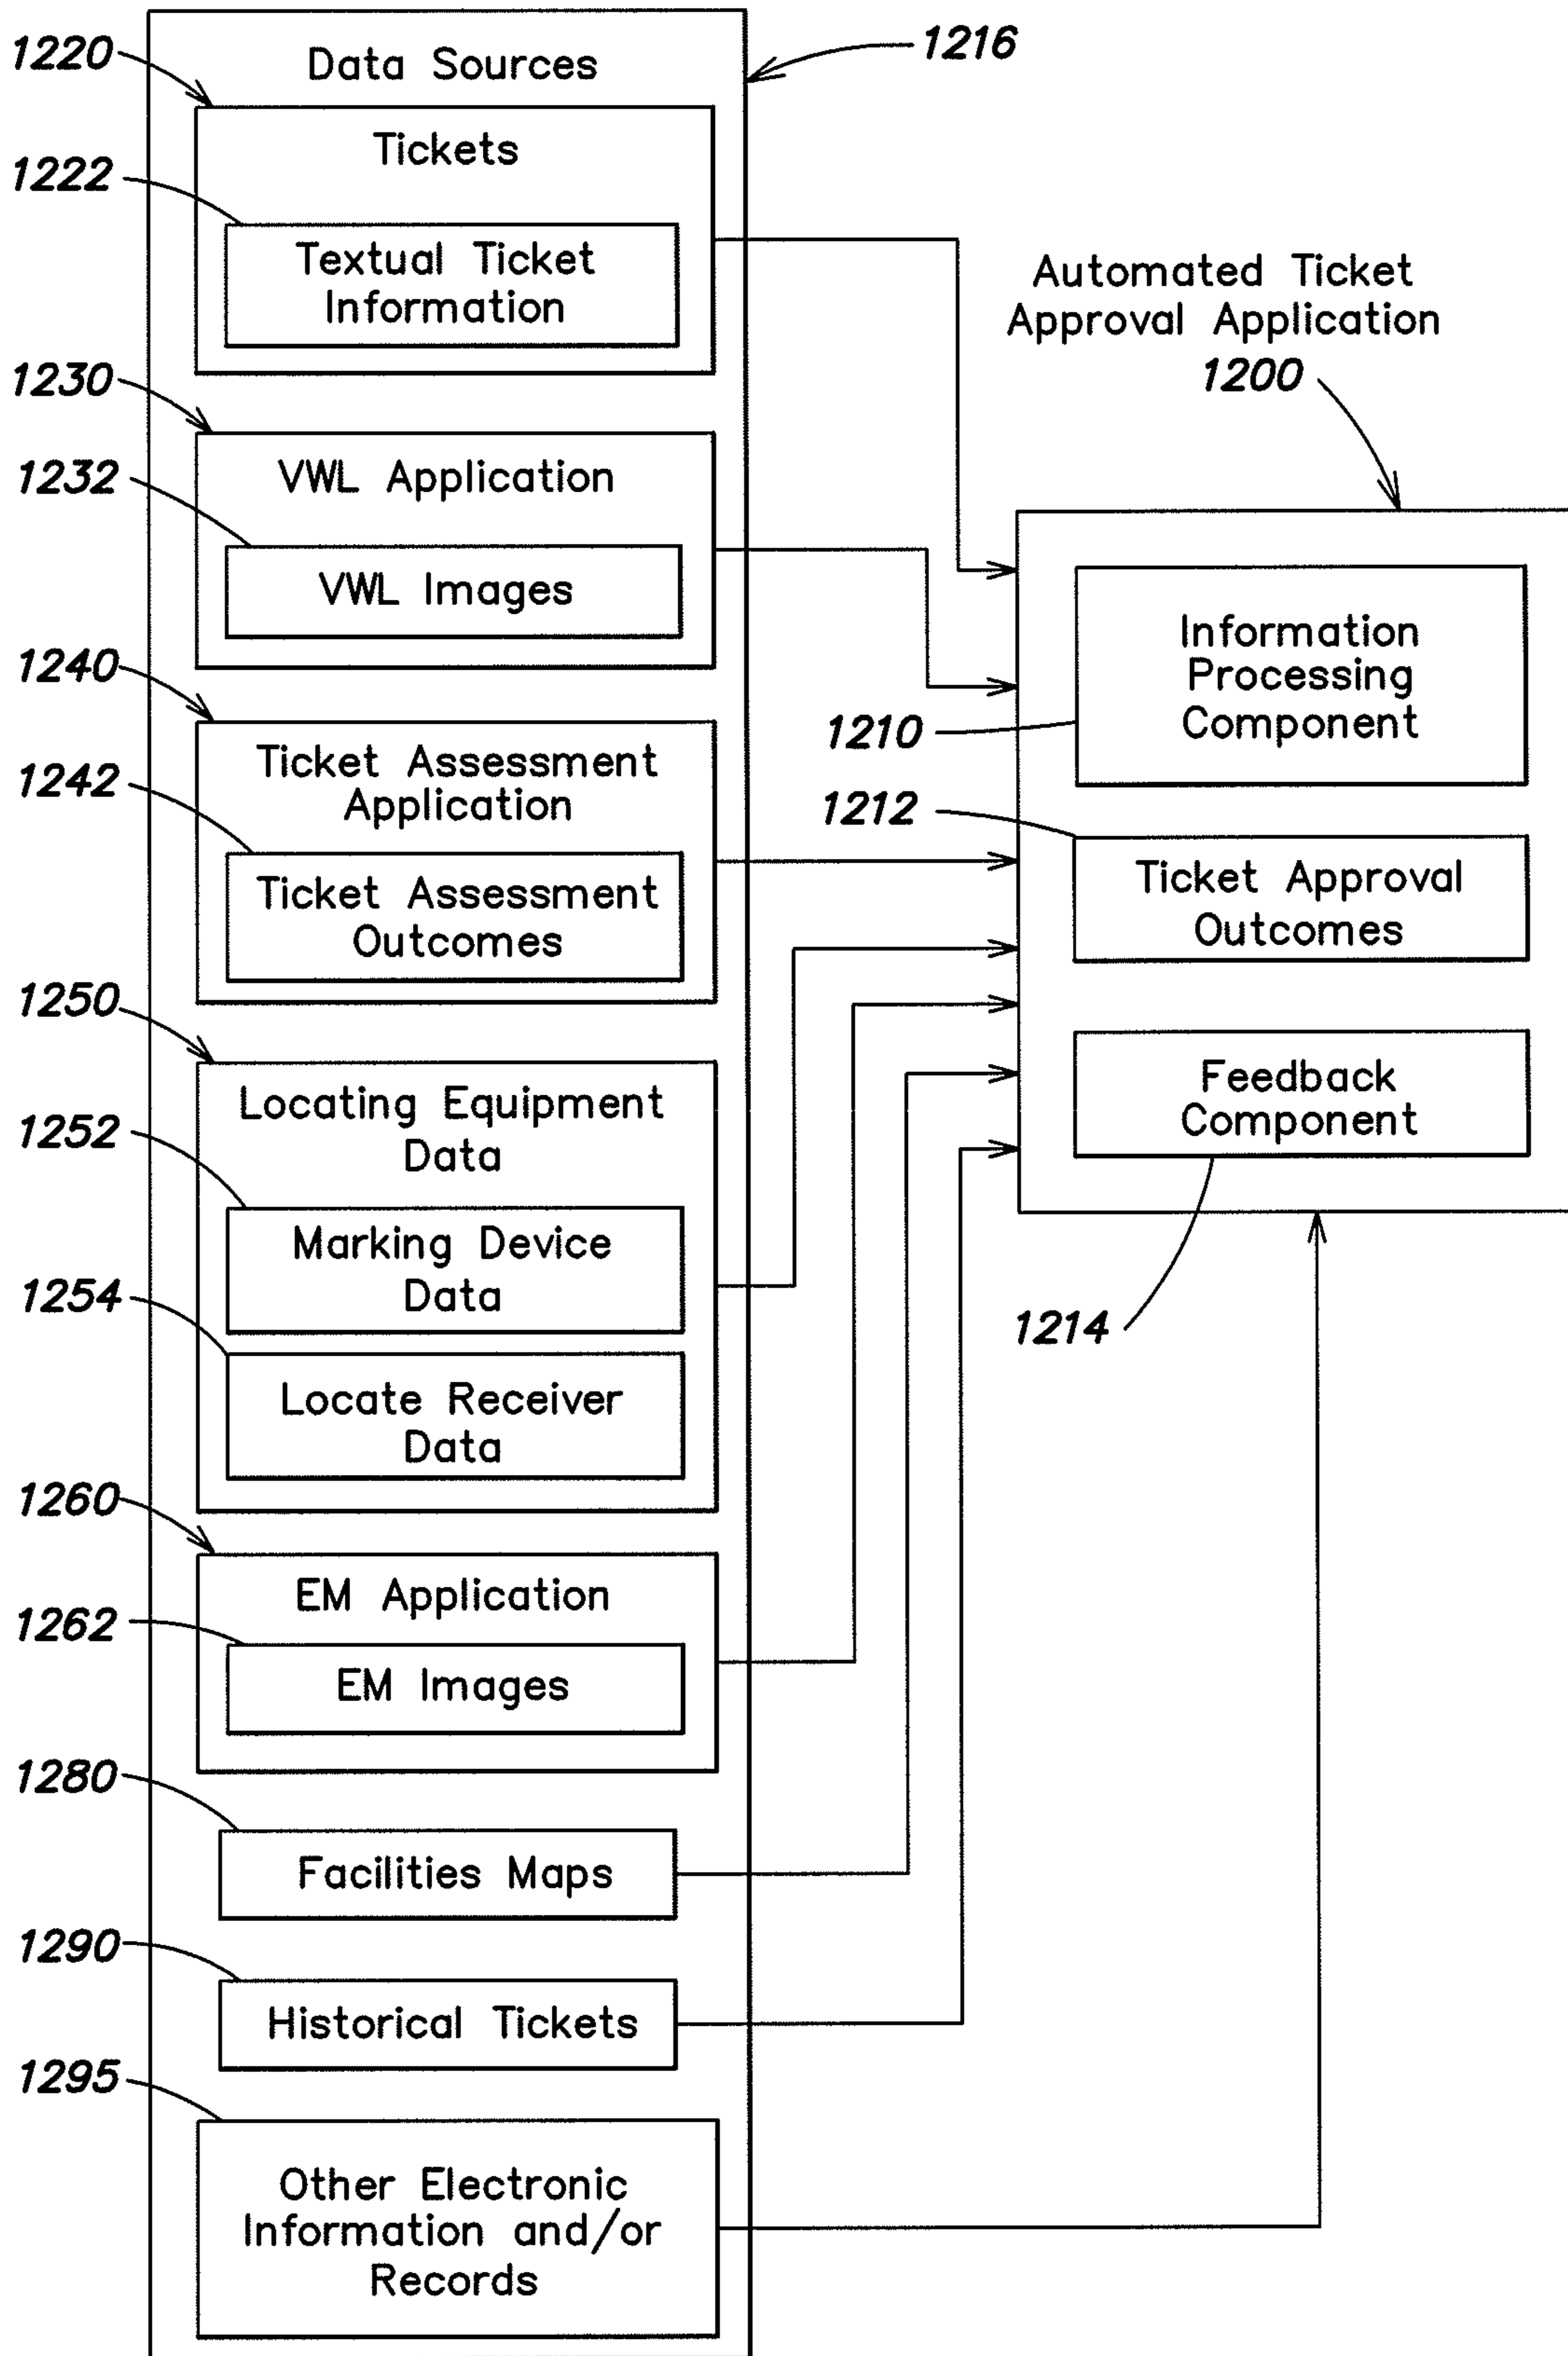 1220
Data Sources
1216
Tickets
1222
Textual Ticket
Information
Automated Ticket
Approval Application
1200
1230
VWL Application
1232
VWL Images
Information
Processing
Component
1210
1240
Ticket Assessment
Application
1242
Ticket Assessment
Outcomes
1212
Ticket Approval
Outcomes
1250
Locating Equipment
Data
1252
Marking Device
Data
1254
Locate Receiver
Data
Feedback
Component
1214
1260
EM Application
1262
EM Images
1280
Facilities Maps
1290
Historical Tickets
1295
Other Electronic
Information and/or
Records